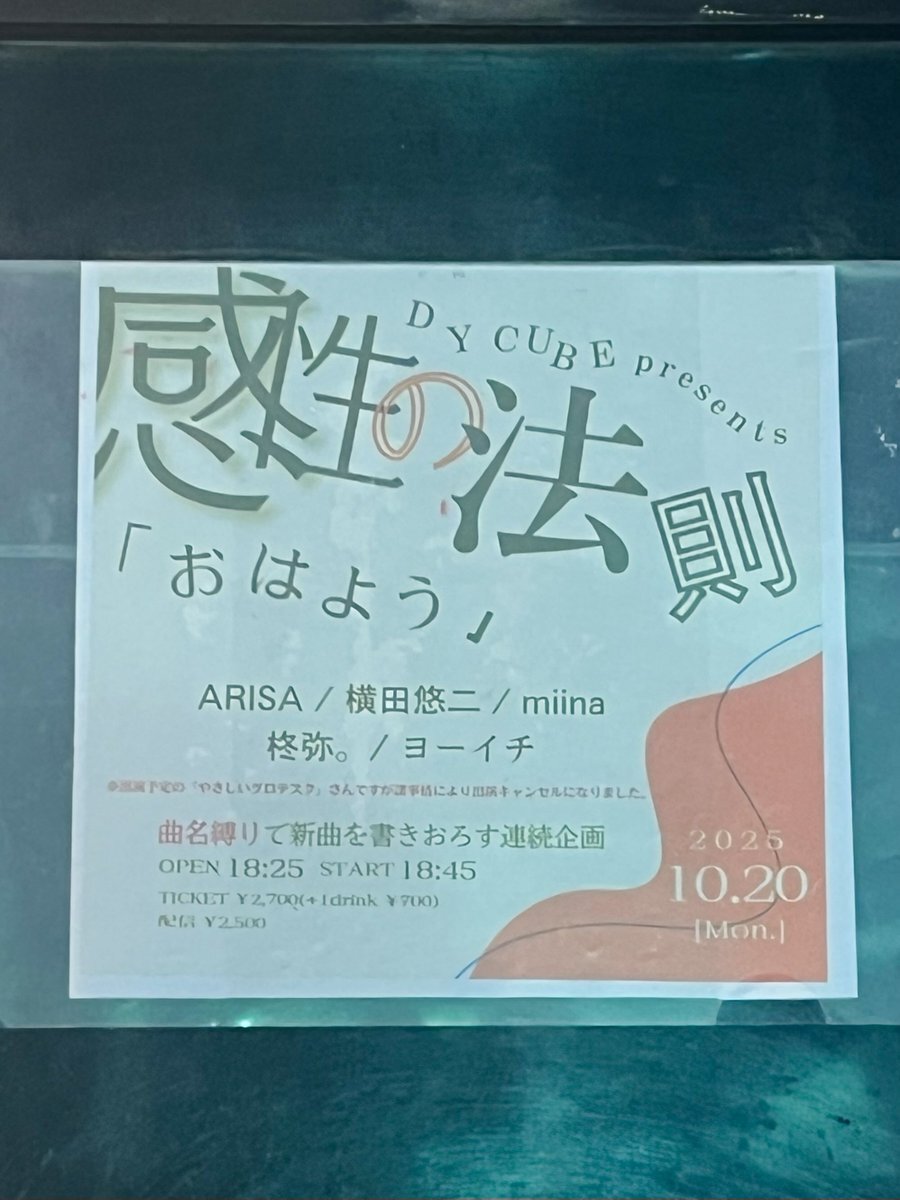 DY CUBE presents
感性の法則
「おはよう」
ARISA / 横田悠二 / miina
柊弥。/ ヨーイチ
※出演予定の「やさしいグロテスク」さんですが諸事情により出演キャンセルになりました。
曲名縛りで新曲を書きおろす連続企画
OPEN 18:25 START 18:45
TICKET ¥2,700(+1drink ¥700)
配信 ¥2,500
2025
10.20
[Mon.]